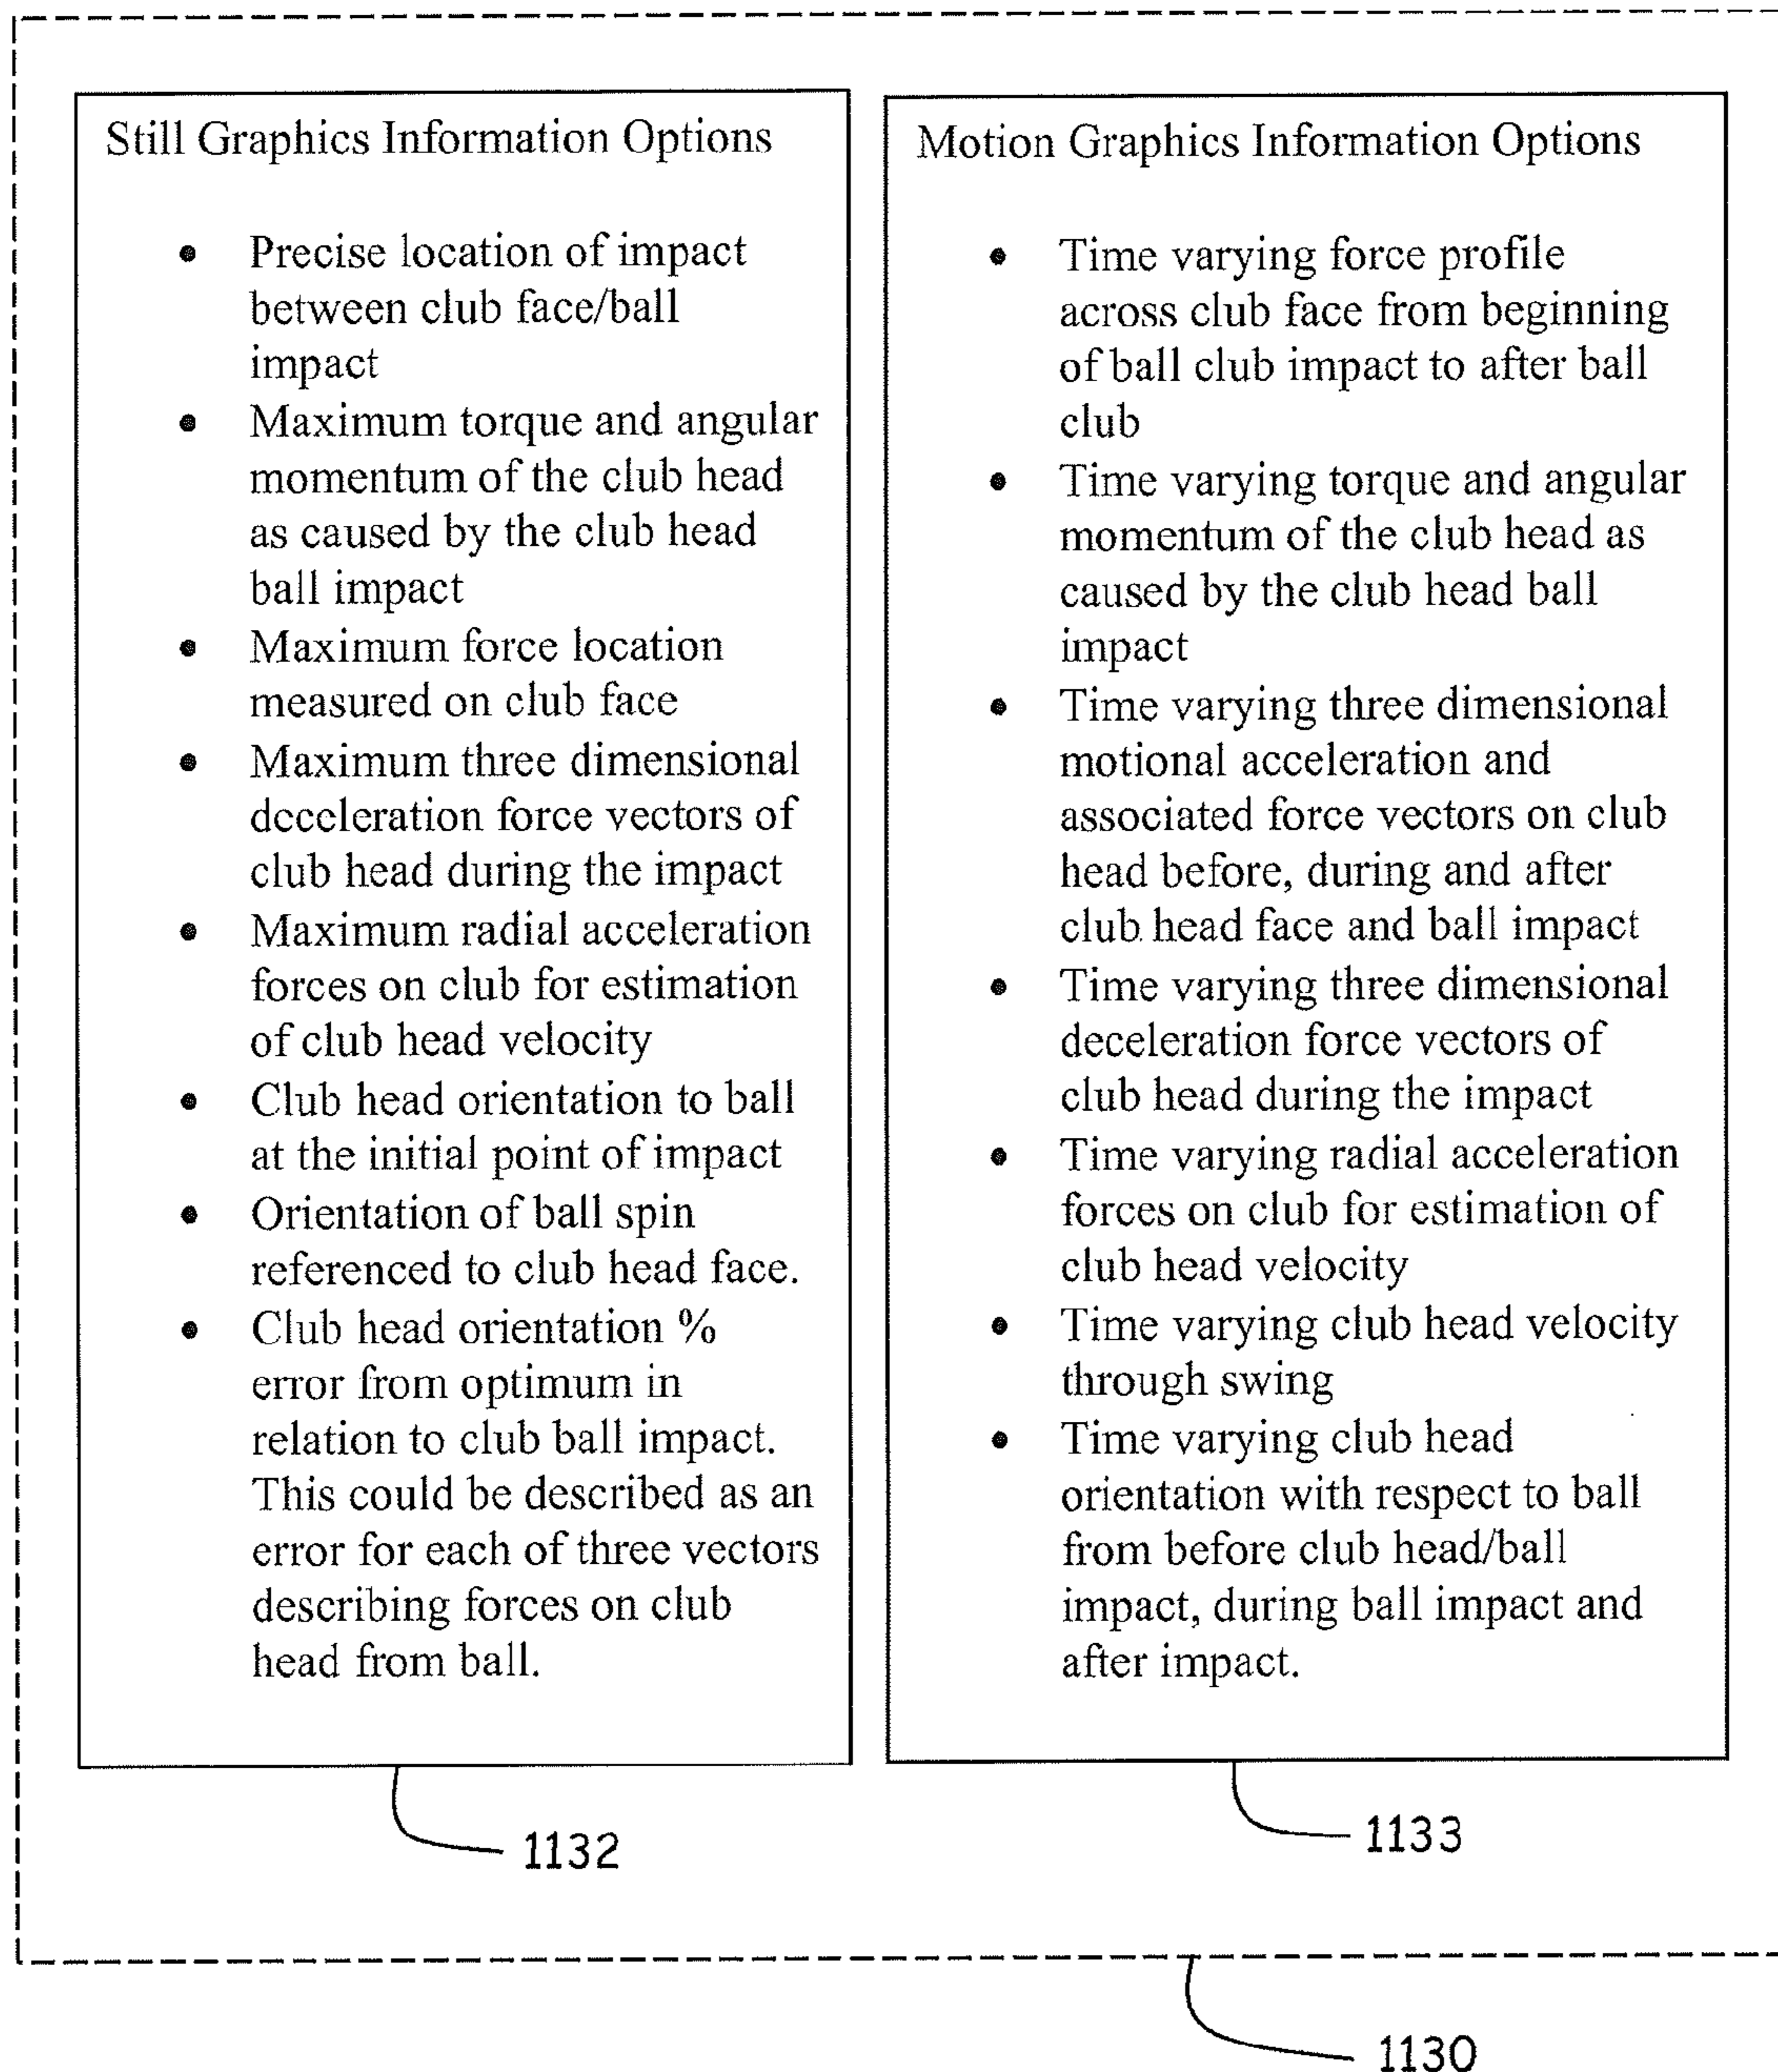 Still Graphics Information Options
• Precise location of impact
between club face/ball
impact
• Maximum torque and angular
momentum of the club head
as caused by the club head
ball impact
• Maximum force location
measured on club face
• Maximum three dimensional
deceleration force vectors of
club head during the impact
• Maximum radial acceleration
forces on club for estimation
of club head velocity
• Club head orientation to ball
at the initial point of impact
• Orientation of ball spin
referenced to club head face.
• Club head orientation %
error from optimum in
relation to club ball impact.
This could be described as an
error for each of three vectors
describing forces on club
head from ball.
1132
Motion Graphics Information Options
• Time varying force profile
across club face from beginning
of ball club impact to after ball
club
• Time varying torque and angular
momentum of the club head as
caused by the club head ball
impact
• Time varying three dimensional
motional acceleration and
associated force vectors on club
head before, during and after
club head face and ball impact
• Time varying three dimensional
deceleration force vectors of
club head during the impact
• Time varying radial acceleration
forces on club for estimation of
club head velocity
• Time varying club head velocity
through swing
• Time varying club head
orientation with respect to ball
from before club head/ball
impact, during ball impact and
after impact.
1133
1130